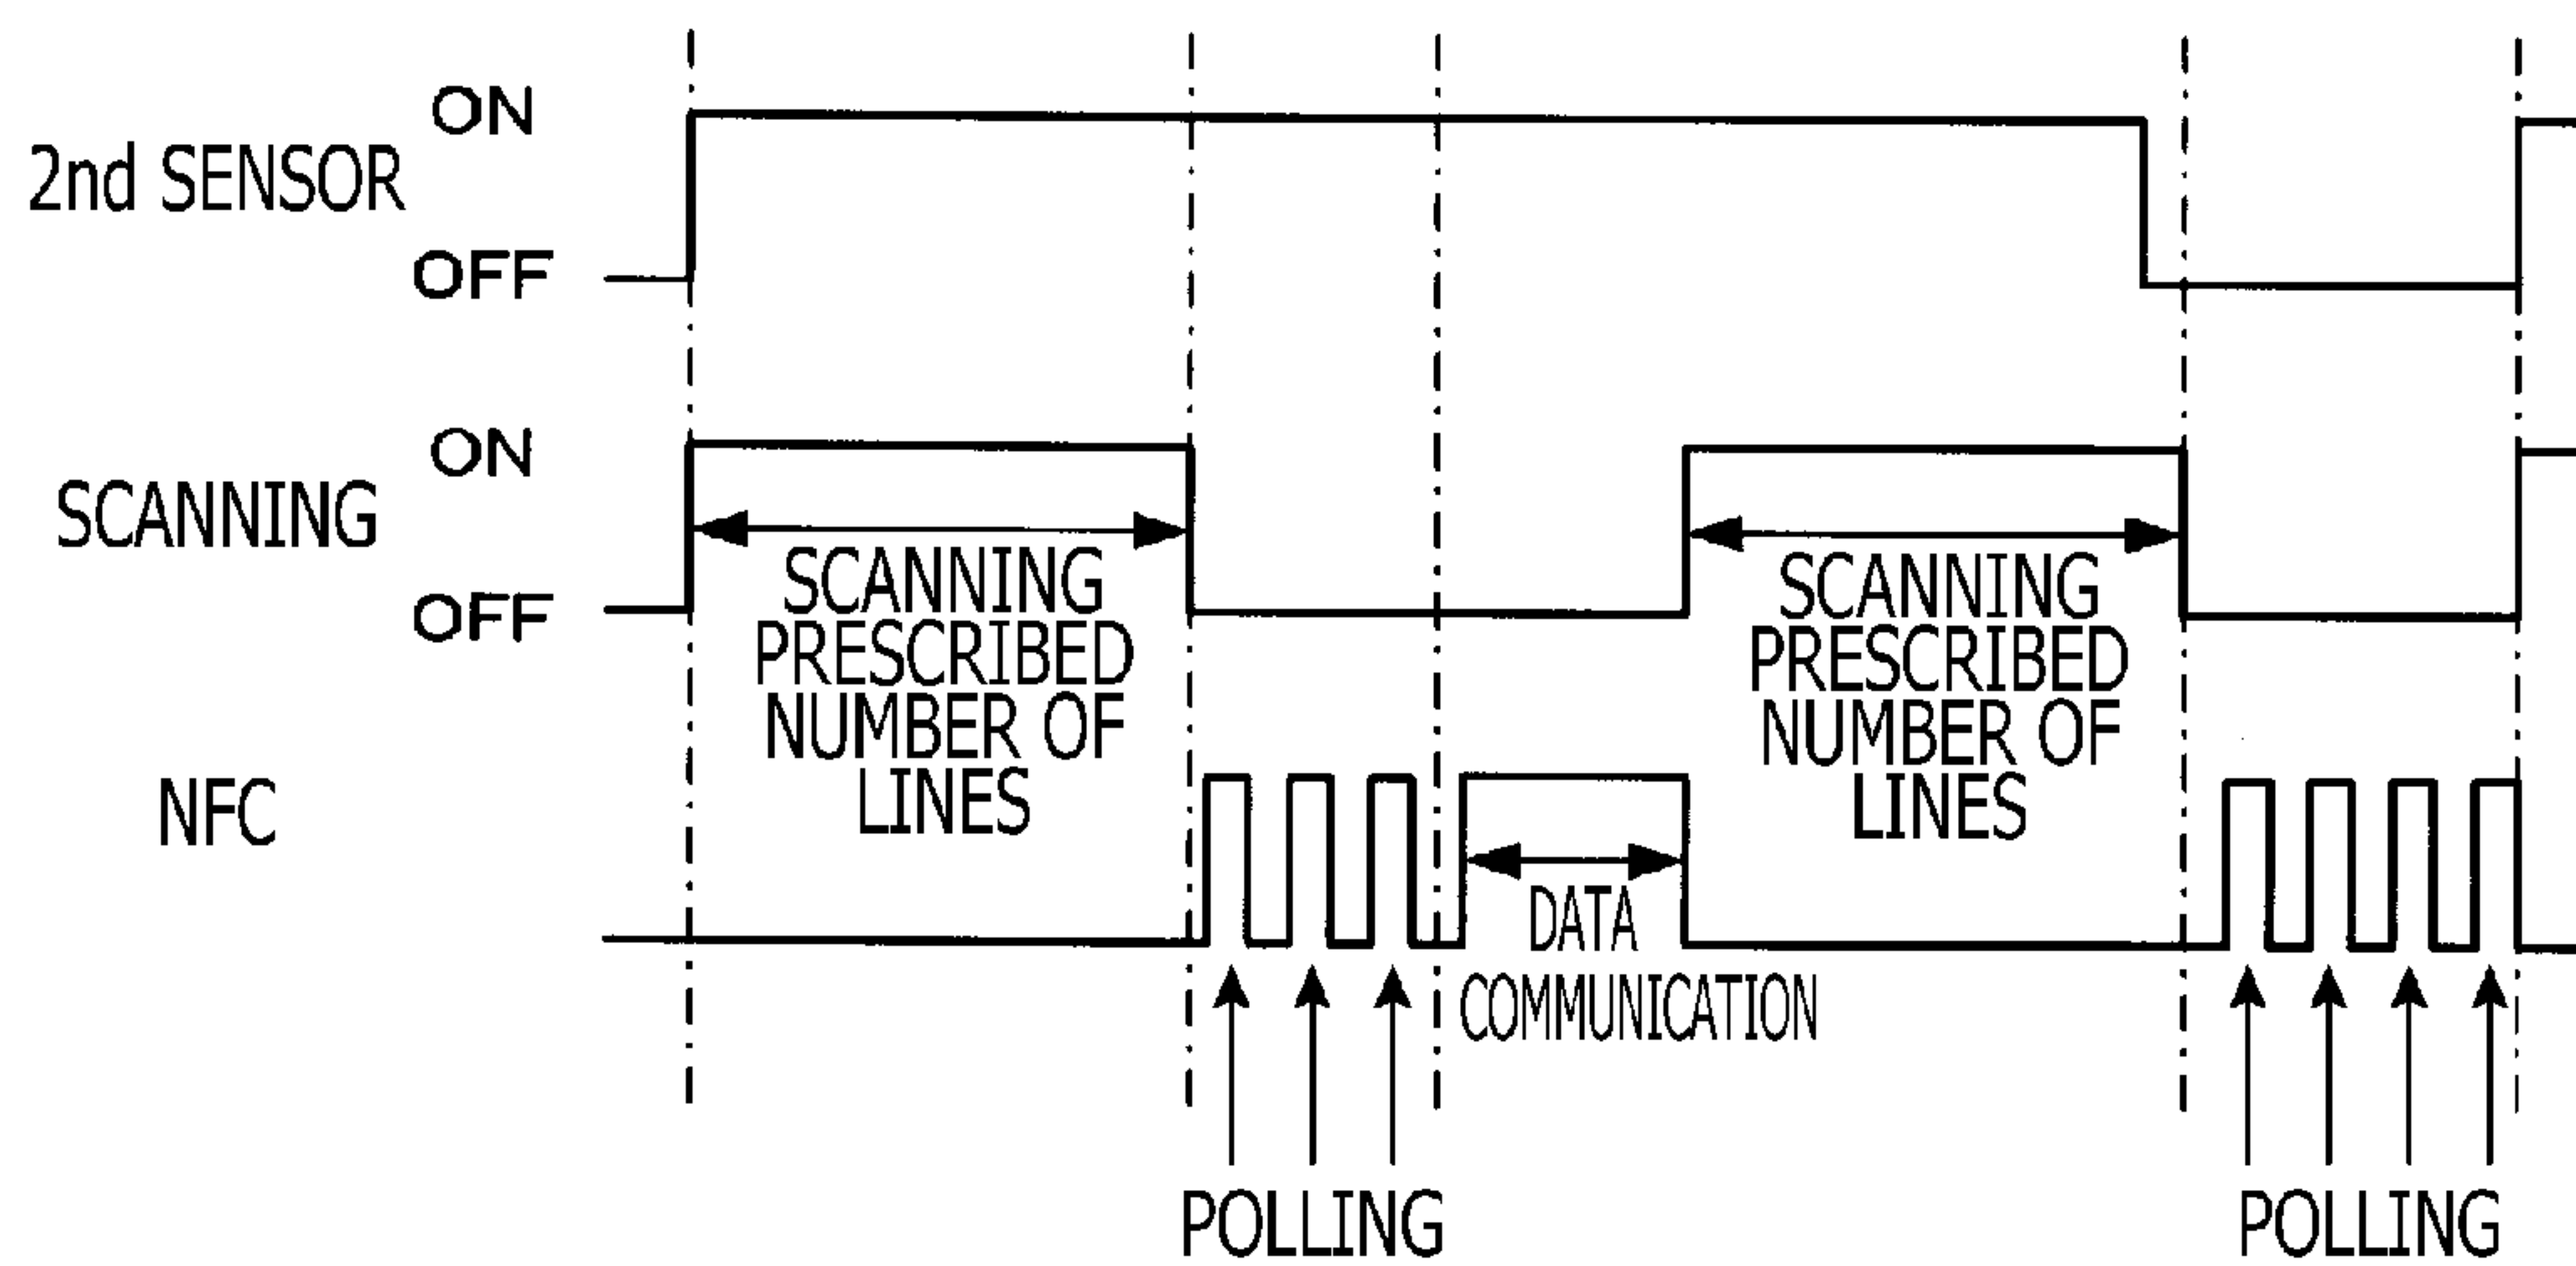 ON
2nd SENSOR
OFF
ON
SCANNING
OFF
SCANNING
PRESCRIBED
NUMBER OF
LINES
SCANNING
PRESCRIBED
NUMBER OF
LINES
NFC
DATA
COMMUNICATION
POLLING
POLLING